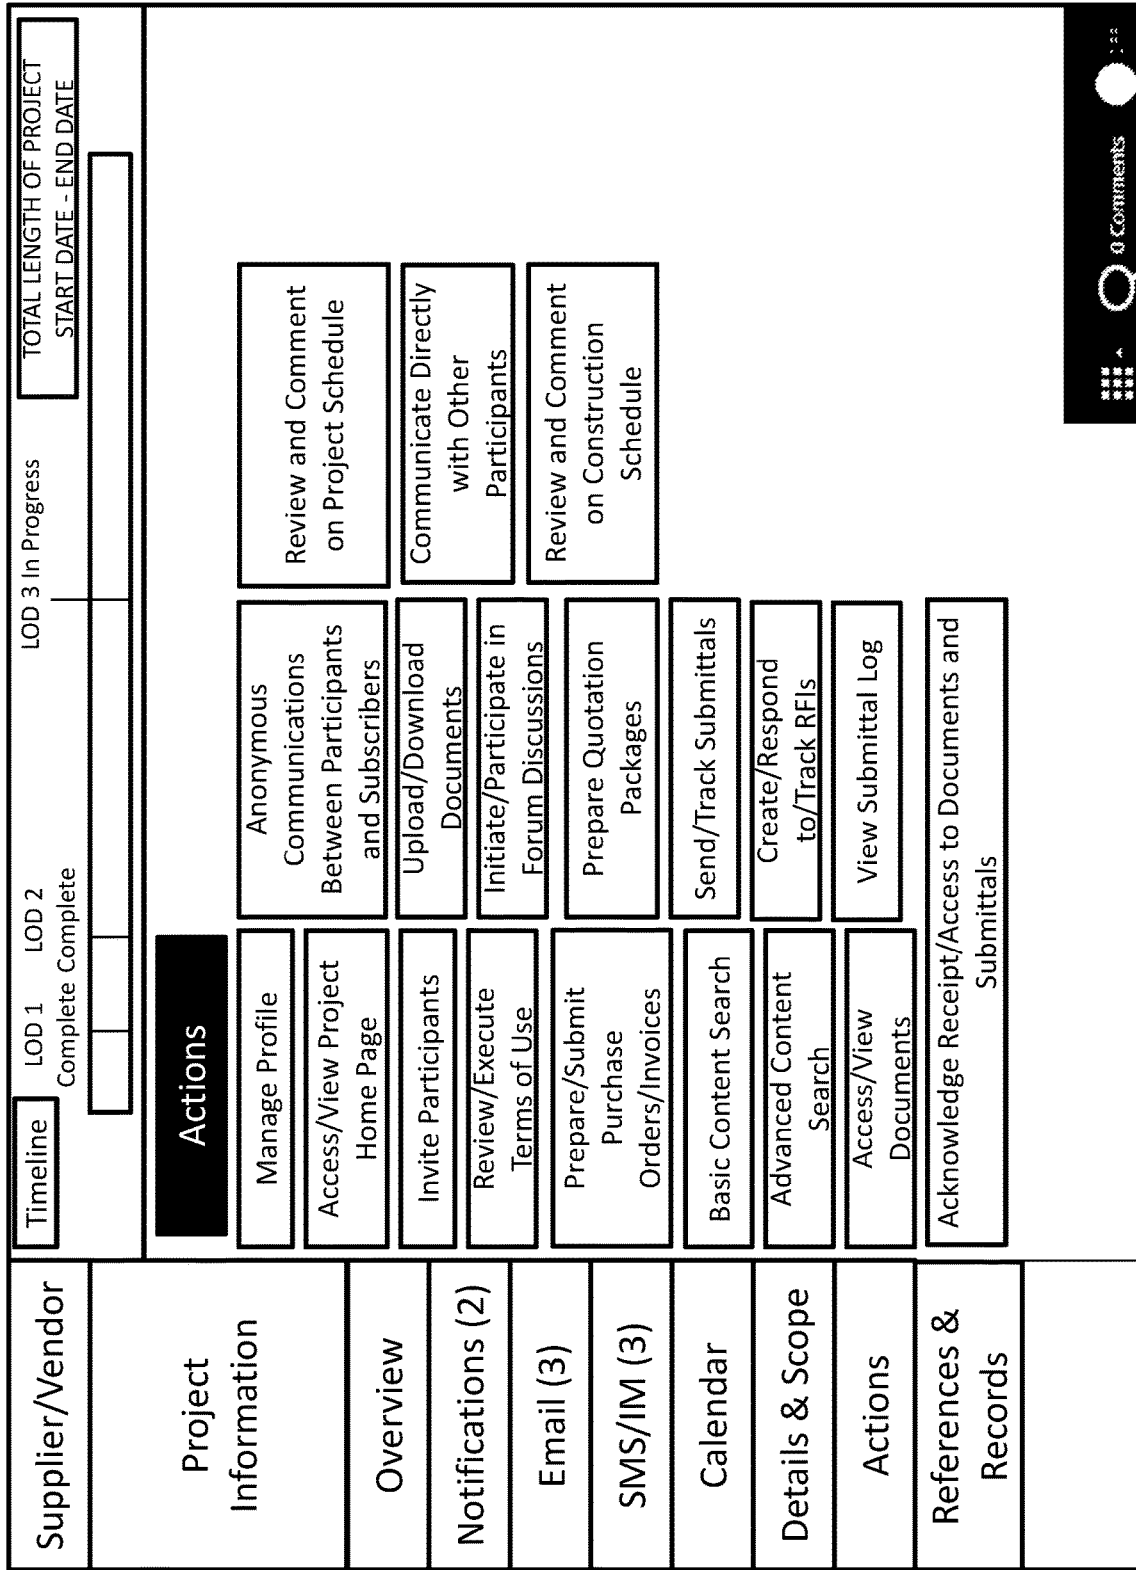 Supplier/Vendor
Timeline
LOD 1
Complete
LOD 2
Complete
LOD 3 In Progress
TOTAL LENGTH OF PROJECT
START DATE - END DATE
Project
Information
Overview
Notifications (2)
Email (3)
SMS/IM (3)
Calendar
Details & Scope
Actions
References &
Records
Actions
Manage Profile
Access/View Project
Home Page
Invite Participants
Review/Execute
Terms of Use
Prepare/Submit
Purchase
Orders/Invoices
Basic Content Search
Advanced Content
Search
Access/View
Documents
Anonymous
Communications
Between Participants
and Subscribers
Upload/Download
Documents
Initiate/Participate in
Forum Discussions
Prepare Quotation
Packages
Send/Track Submittals
Create/Respond
to/Track RFIs
View Submittal Log
Acknowledge Receipt/Access to Documents and
Submittals
Review and Comment
on Project Schedule
Communicate Directly
with Other
Participants
Review and Comment
on Construction
Schedule
0 Comments